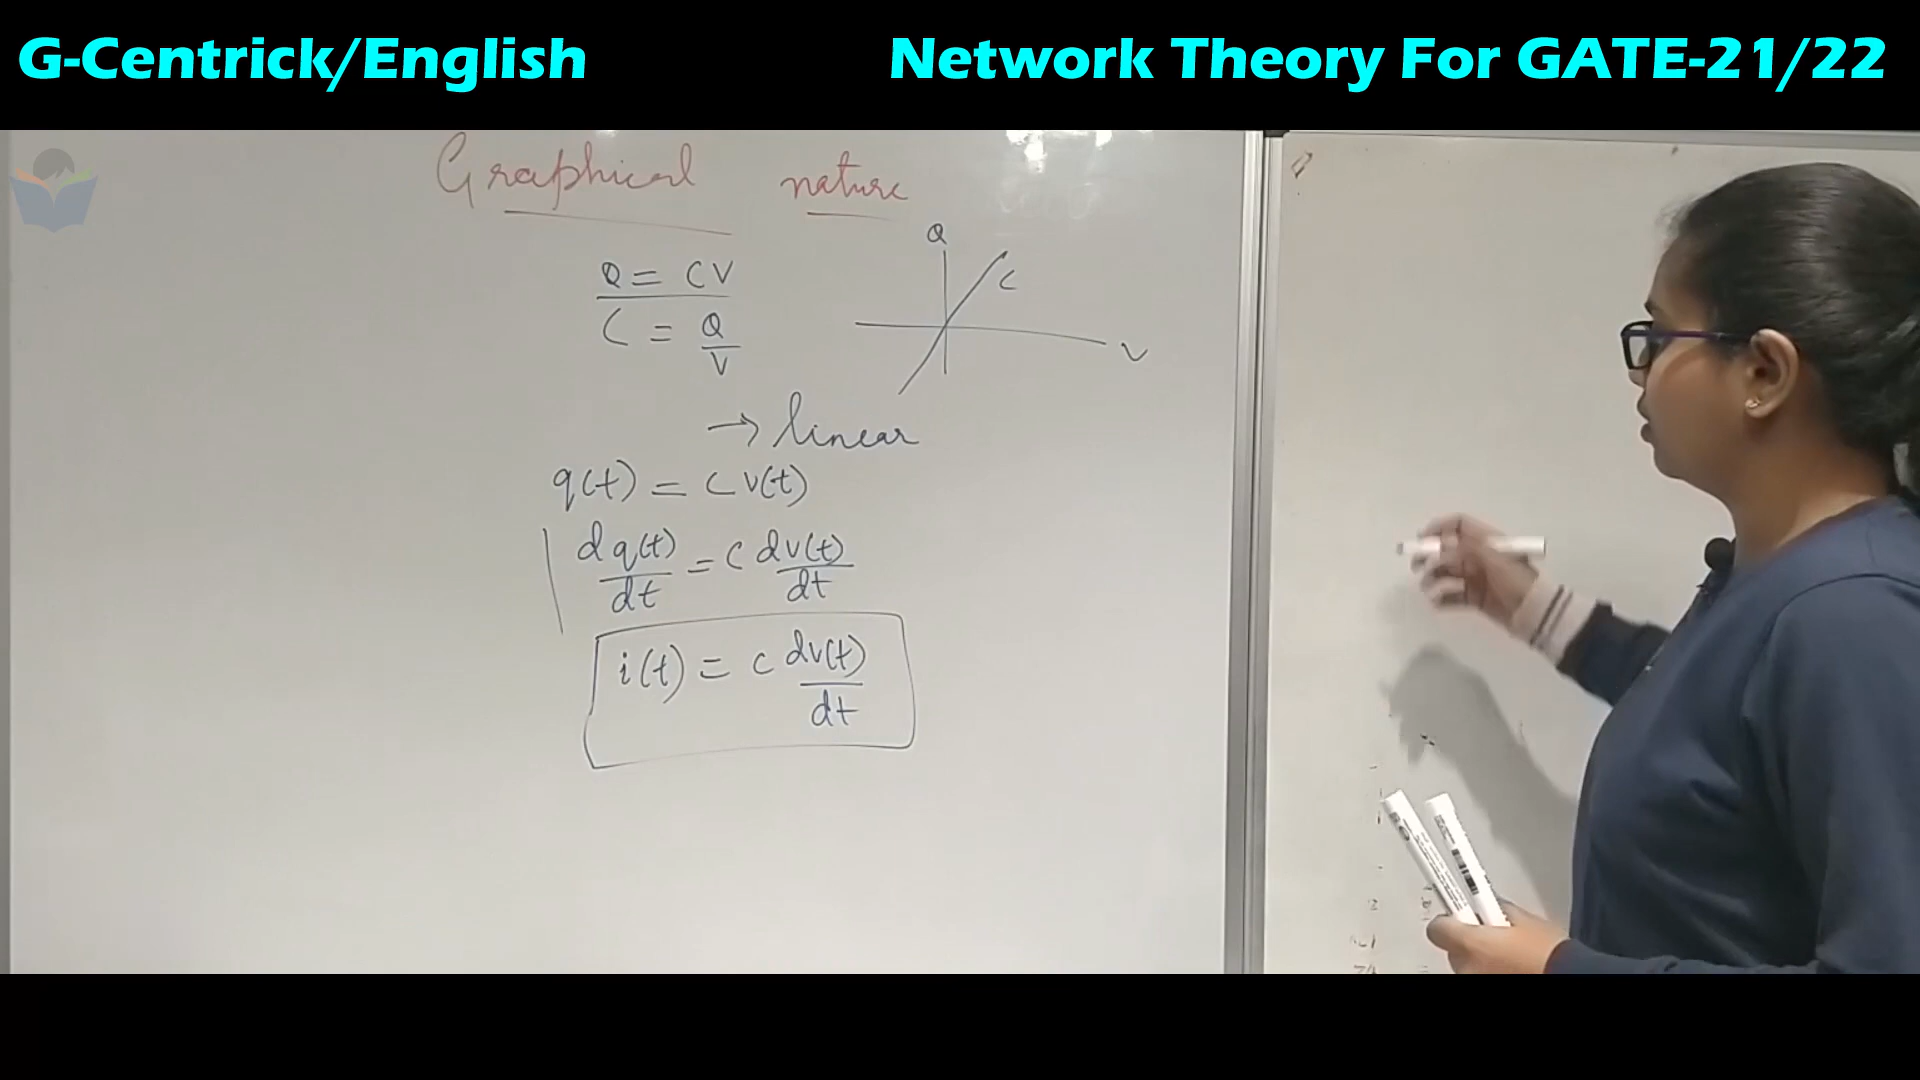 G-Centrick/English
Network Theory For GATE-21/22
Graphical nature
Q = CV
C = Q/V
Q
C
V
→ linear
q(t) = C v(t)
dq(t)/dt = C dv(t)/dt
i(t) = C dv(t)/dt